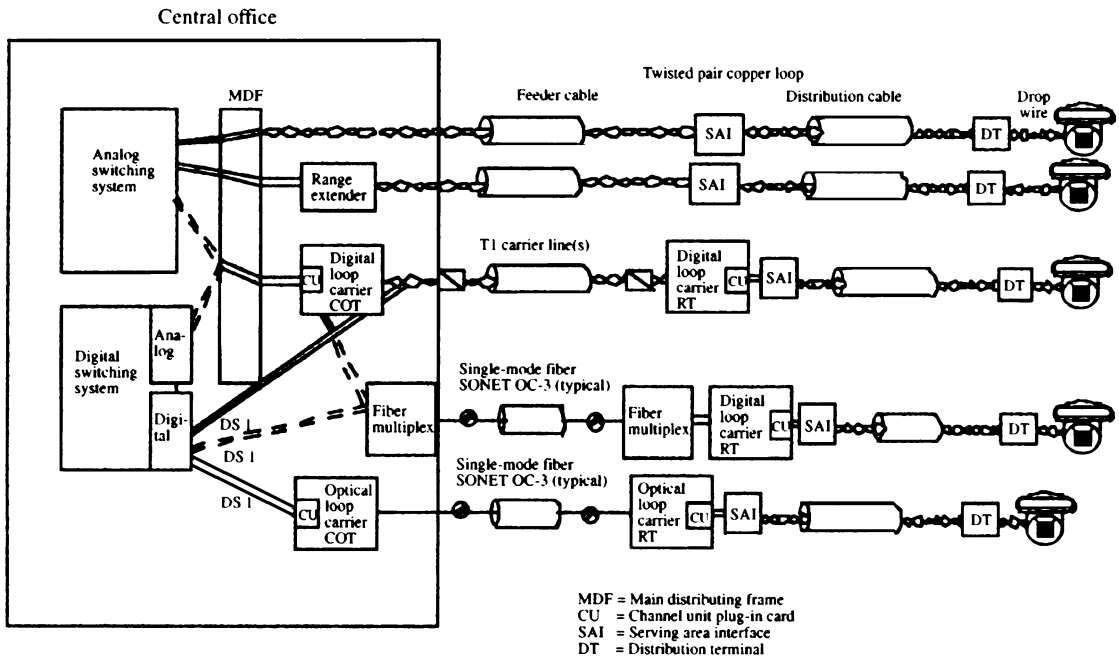 Central office
Twisted pair copper loop
MDF
Feeder cable
Distribution cable
Drop
wire
Analog
switching
system
SAI
DT
Range
extender
SAI
DT
T1 carrier line(s)
CU
Digital
loop
carrier
COT
Digital
loop
carrier
RT
CU
SAI
DT
Digital
switching
system
Ana-
log
Digi-
tal
Single-mode fiber
SONET OC-3 (typical)
DS 1
Fiber
multiplex
Fiber
multiplex
Digital
loop
carrier
RT
CU
SAI
DT
DS 1
Single-mode fiber
SONET OC-3 (typical)
DS 1
CU
Optical
loop
carrier
COT
Optical
loop
carrier
RT
CU
SAI
DT
MDF = Main distributing frame
CU = Channel unit plug-in card
SAI = Serving area interface
DT = Distribution terminal